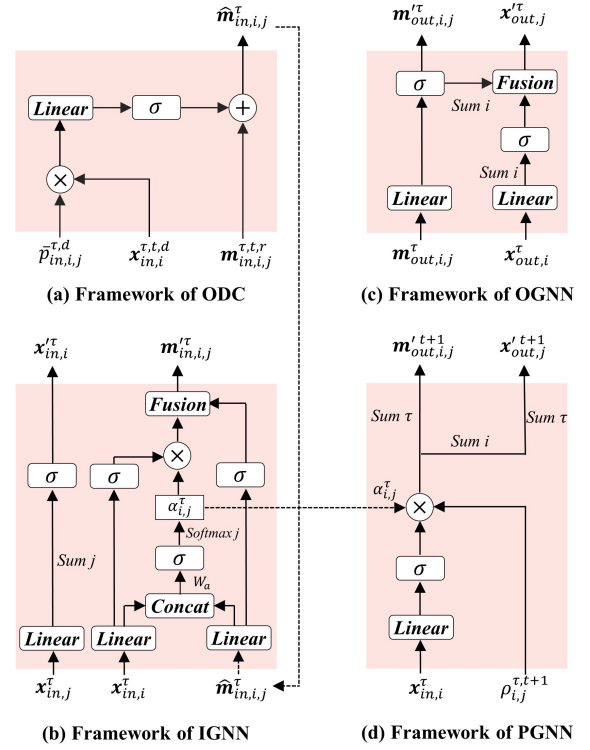 m̂^τ_{in,i,j}
Linear
σ
+
×
p̄^{τ,d}_{in,i,j}
x^{τ,t,d}_{in,i}
m^{τ,t,r}_{in,i,j}
(a) Framework of ODC
m'^τ_{out,i,j}
x'^τ_{out,j}
σ
Fusion
Sum i
σ
Sum i
Linear
Linear
m^τ_{out,i,j}
x^τ_{out,i}
(c) Framework of OGNN
x'^τ_{in,i}
m'^τ_{in,i,j}
Fusion
σ
σ
×
σ
α^τ_{i,j}
Softmax j
Sum j
σ
W_a
Concat
Linear
Linear
Linear
x^τ_{in,j}
x^τ_{in,i}
m̂^τ_{in,i,j}
(b) Framework of IGNN
m'^{t+1}_{out,i,j}
x'^{t+1}_{out,j}
Sum τ
Sum τ
Sum i
α^τ_{i,j}
×
σ
Linear
x^τ_{in,i}
ρ^{τ,t+1}_{i,j}
(d) Framework of PGNN